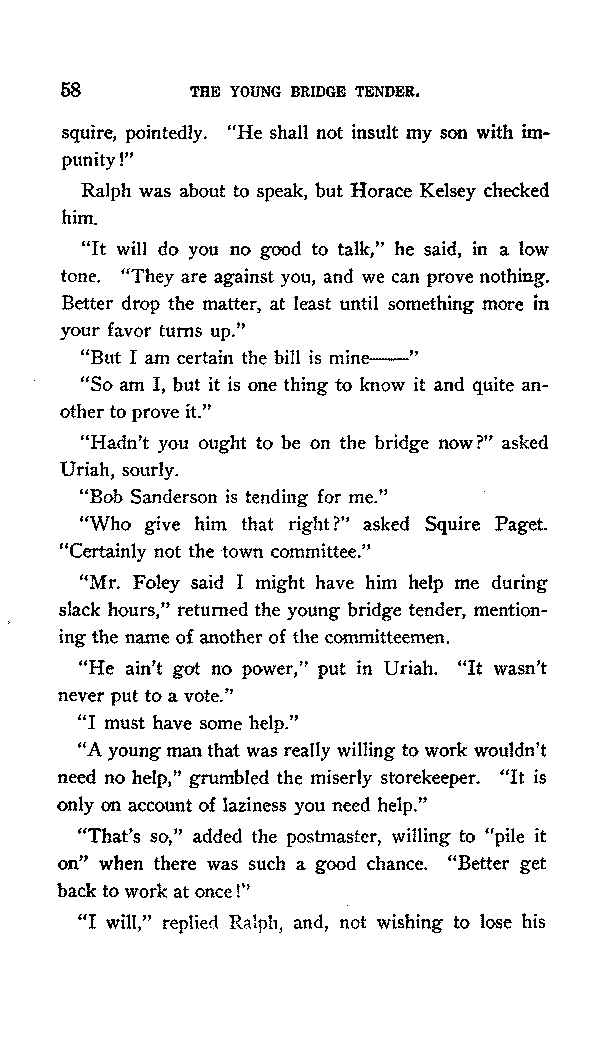 58 THE YOUNG BRIDGE TENDER.
squire, pointedly. “He shall not insult my son with im-
punity!”
Ralph was about to speak, but Horace Kelsey checked
him.
“It will do you no good to talk,” he said, in a low
tone. “They are against you, and we can prove nothing.
Better drop the matter, at least until something more in
your favor turns up.”
“But I am certain the bill is mine——”
“So am I, but it is one thing to know it and quite an-
other to prove it.”
“Hadn’t you ought to be on the bridge now?” asked
Uriah, sourly.
“Bob Sanderson is tending for me.”
“Who give him that right?” asked Squire Paget.
“Certainly not the town committee.”
“Mr. Foley said I might have him help me during
slack hours,” returned the young bridge tender, mention-
ing the name of another of the committeemen.
“He ain’t got no power,” put in Uriah. “It wasn’t
never put to a vote.”
“I must have some help.”
“A young man that was really willing to work wouldn’t
need no help,” grumbled the miserly storekeeper. “It is
only on account of laziness you need help.”
“That’s so,” added the postmaster, willing to “pile it
on” when there was such a good chance. “Better get
back to work at once!”
“I will,” replied Ralph, and, not wishing to lose his